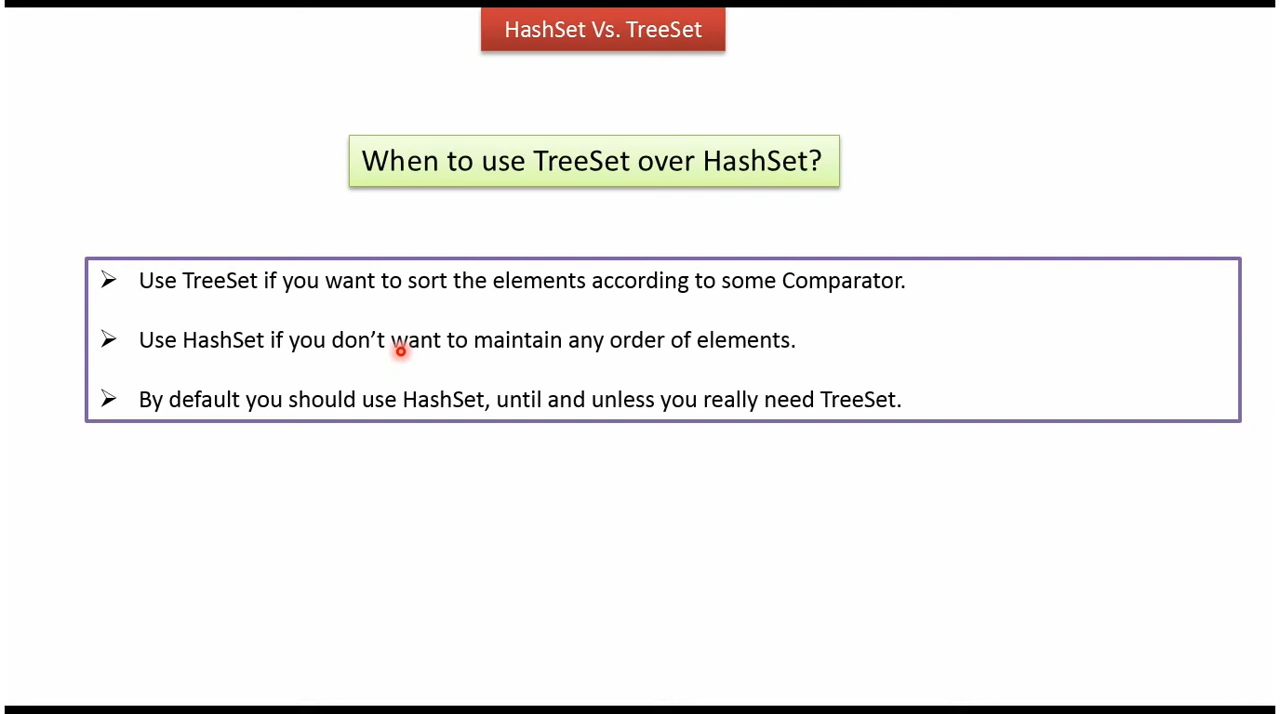 HashSet Vs. TreeSet
When to use TreeSet over HashSet?
Use TreeSet if you want to sort the elements according to some Comparator.
Use HashSet if you don’t want to maintain any order of elements.
By default you should use HashSet, until and unless you really need TreeSet.